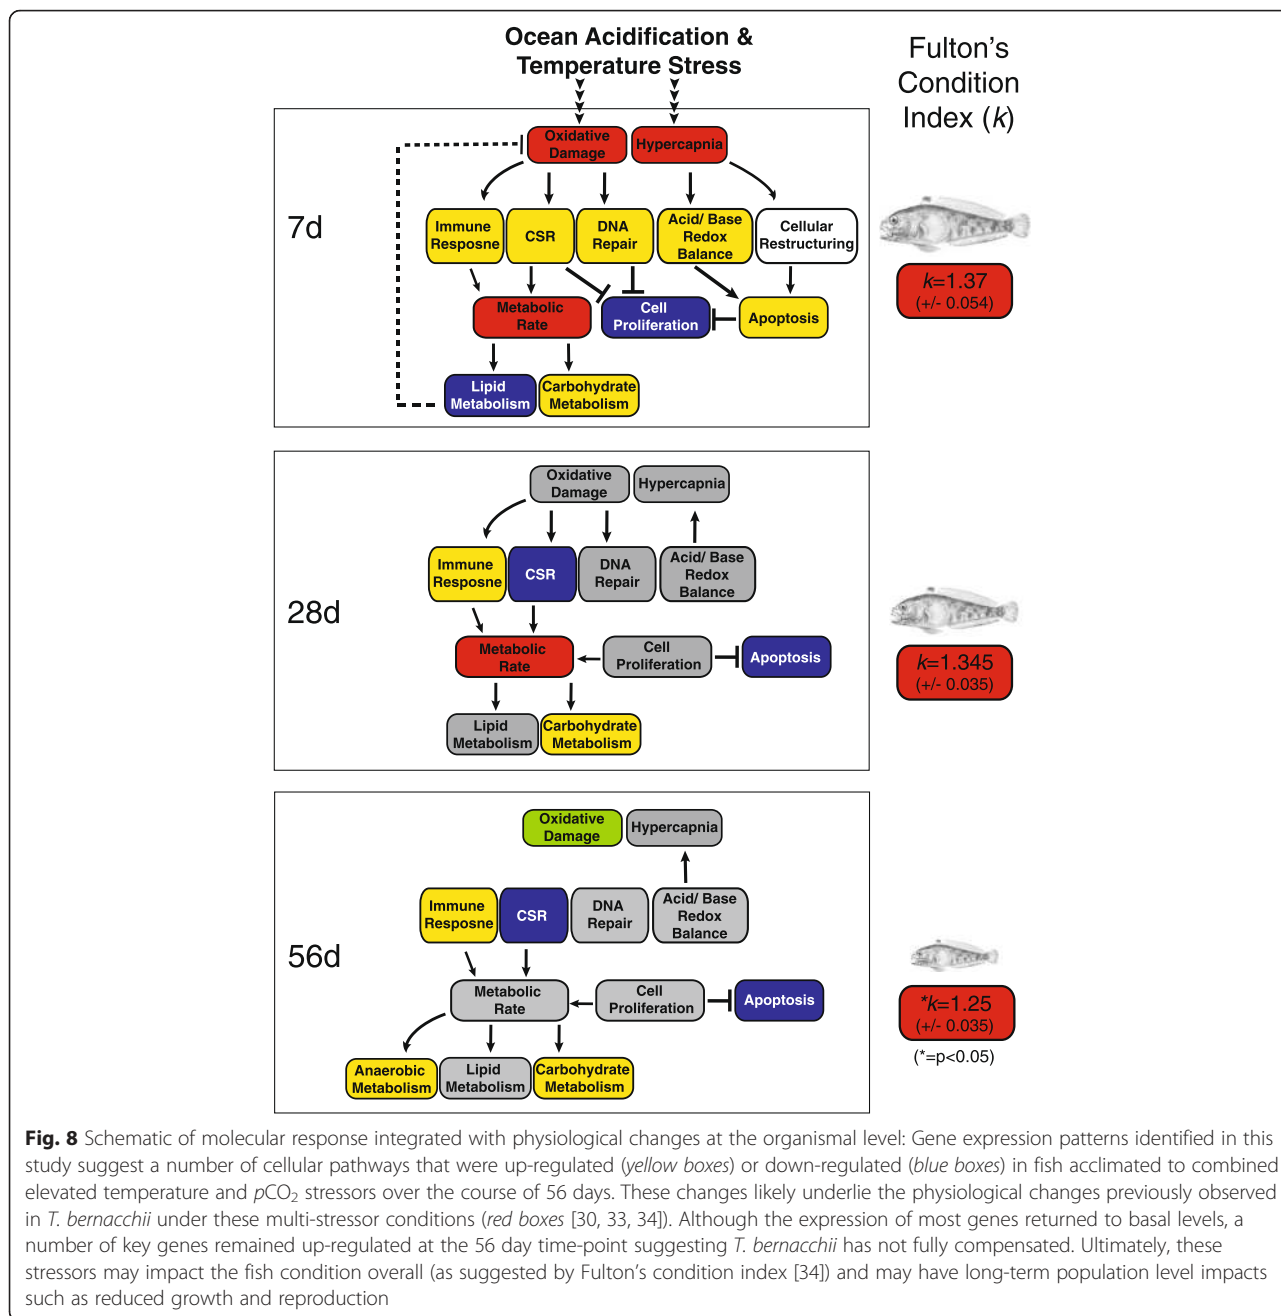 Ocean Acidification &
Temperature Stress
Fulton's
Condition
Index (k)
7d
Oxidative
Damage
Hypercapnia
Immune
Resposne
CSR
DNA
Repair
Acid/ Base
Redox
Balance
Cellular
Restructuring
Metabolic
Rate
Cell
Proliferation
Apoptosis
Lipid
Metabolism
Carbohydrate
Metabolism
k=1.37
(+/- 0.054)
28d
Oxidative
Damage
Hypercapnia
Immune
Resposne
CSR
DNA
Repair
Acid/ Base
Redox
Balance
Metabolic
Rate
Cell
Proliferation
Apoptosis
Lipid
Metabolism
Carbohydrate
Metabolism
k=1.345
(+/- 0.035)
56d
Oxidative
Damage
Hypercapnia
Immune
Resposne
CSR
DNA
Repair
Acid/ Base
Redox
Balance
Metabolic
Rate
Cell
Proliferation
Apoptosis
Anaerobic
Metabolism
Lipid
Metabolism
Carbohydrate
Metabolism
*k=1.25
(+/- 0.035)
(*=p<0.05)
Fig. 8 Schematic of molecular response integrated with physiological changes at the organismal level: Gene expression patterns identified in this
study suggest a number of cellular pathways that were up-regulated (yellow boxes) or down-regulated (blue boxes) in fish acclimated to combined
elevated temperature and pCO₂ stressors over the course of 56 days. These changes likely underlie the physiological changes previously observed
in T. bernacchii under these multi-stressor conditions (red boxes [30, 33, 34]). Although the expression of most genes returned to basal levels, a
number of key genes remained up-regulated at the 56 day time-point suggesting T. bernacchii has not fully compensated. Ultimately, these
stressors may impact the fish condition overall (as suggested by Fulton's condition index [34]) and may have long-term population level impacts
such as reduced growth and reproduction